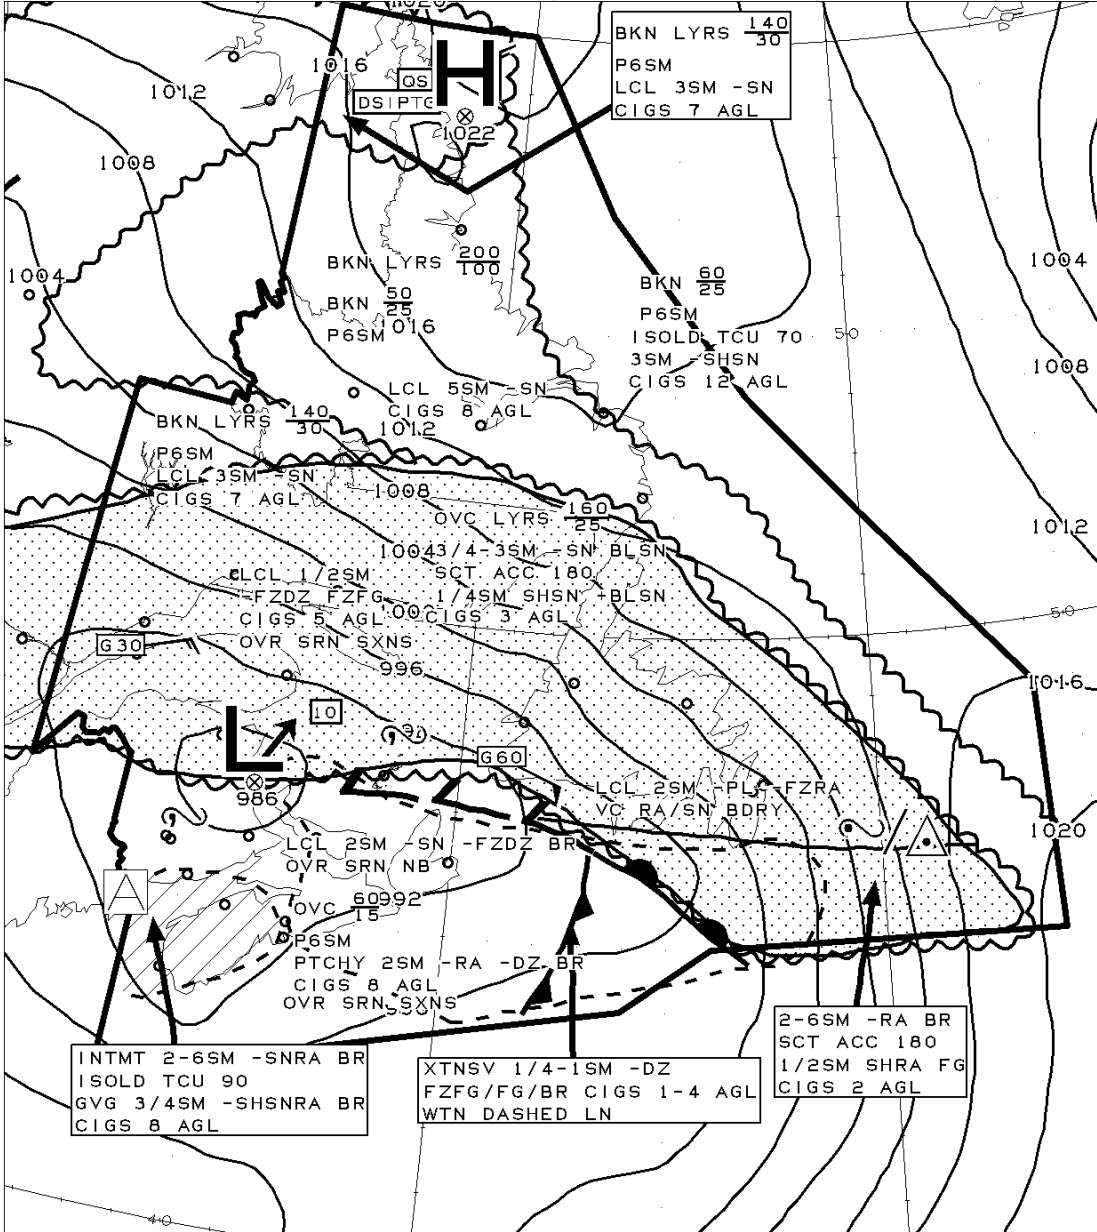 1020
BKN LYRS 140
30
P6SM
LCL 3SM -SN
CIGS 7 AGL
1016
H
QS
DSIPTG
1022
1012
1008
1004
1004
BKN LYRS 200
100
BKN 50
25
P6SM
1016
BKN 60
25
P6SM
ISOLD TCU 70
3SM -SHSN
CIGS 12 AGL
50
1008
LCL 5SM -SN
CIGS 8 AGL
1012
BKN LYRS 140
30
P6SM
LCL 3SM -SN
CIGS 7 AGL
1008
OVC LYRS 160
25
3/4-3SM -SN BLSN
SCT ACC 180
1/4SM SHSN +BLSN
CIGS 3 AGL
1004
1012
LCL 1/2SM
-FZDZ FZFG
CIGS 5 AGL
OVR SRN SXNS
1000
50
G30
996
1016
10
L
986
G60
LCL 2SM -PL -FZRA
VC RA/SN BDRY
1020
LCL 2SM -SN -FZDZ BR
OVR SRN NB
A
OVC 60
15
992
P6SM
PTCHY 2SM -RA -DZ BR
CIGS 8 AGL
OVR SRN SXNS
996
INTMT 2-6SM -SNRA BR
ISOLD TCU 90
GVG 3/4SM -SHSNRA BR
CIGS 8 AGL
XTNSV 1/4-1SM -DZ
FZFG/FG/BR CIGS 1-4 AGL
WTN DASHED LN
2-6SM -RA BR
SCT ACC 180
1/2SM SHRA FG
CIGS 2 AGL
40